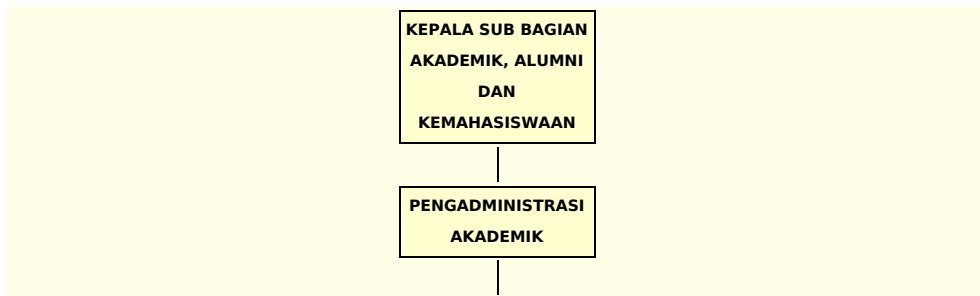 KEPALA SUB BAGIAN
AKADEMIK, ALUMNI
DAN
KEMAHASISWAAN
PENGADMINISTRASI
AKADEMIK